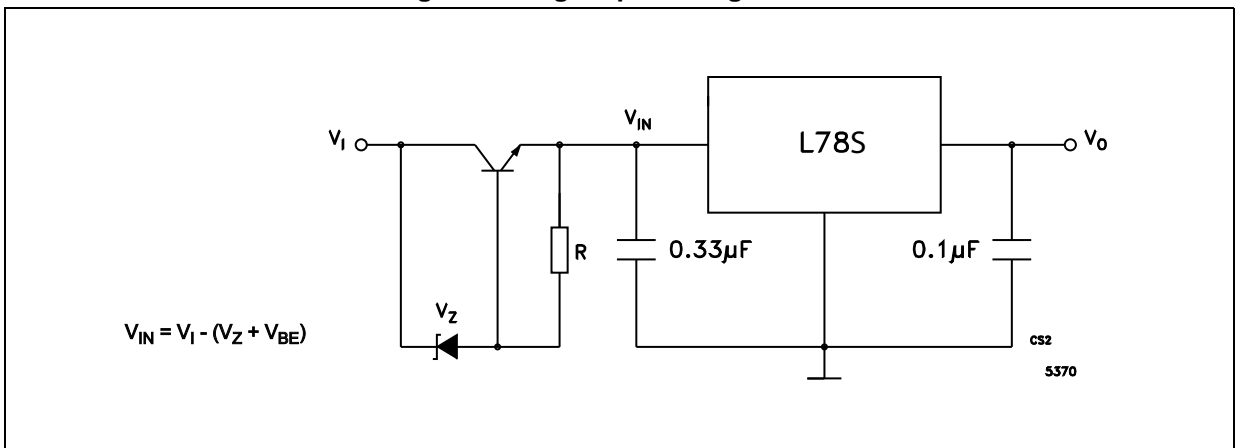 V_I
V_IN
L78S
V_O
R
0.33µF
0.1µF
V_Z
V_IN = V_I - (V_Z + V_BE)
CS2
5370